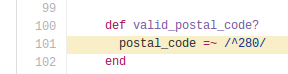 99
100 def valid_postal_code?
101 postal_code =~ /^280/
102 end